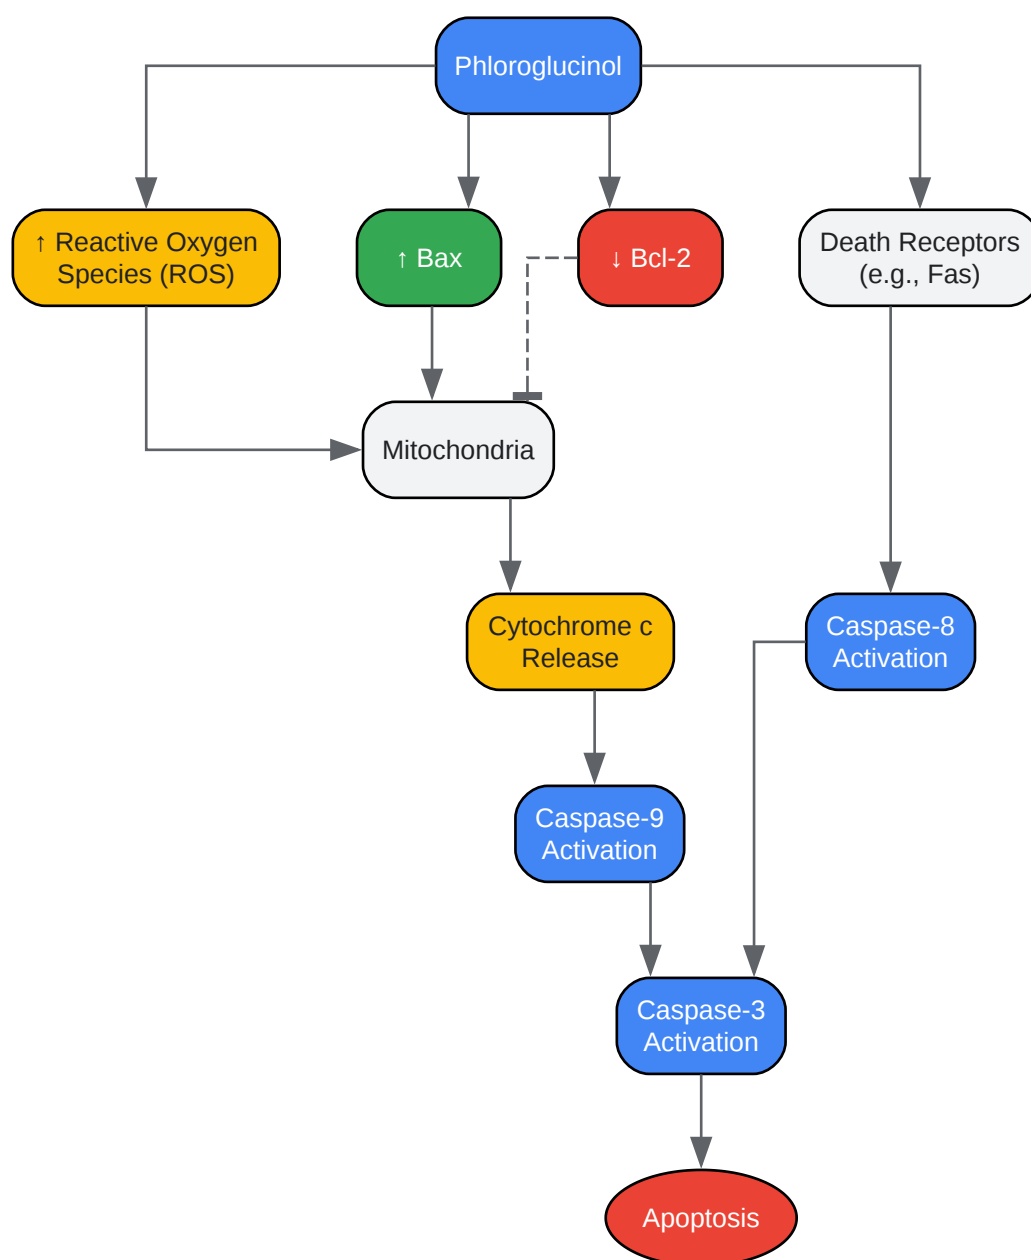 Phloroglucinol
↑ Reactive Oxygen
Species (ROS)
↑ Bax
↓ Bcl-2
Death Receptors
(e.g., Fas)
Mitochondria
Cytochrome c
Release
Caspase-8
Activation
Caspase-9
Activation
Caspase-3
Activation
Apoptosis